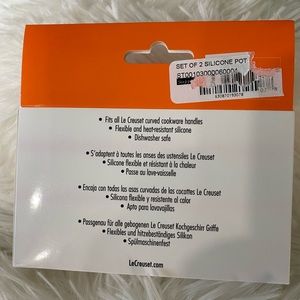 SET OF 2 SILICONE POT
ST00103000060001
630870193078
• Fits all Le Creuset curved cookware handles
• Flexible and heat-resistant silicone
• Dishwasher safe
• S'adaptent à toutes les anses des ustensiles Le Creuset
• Silicone flexible et résistant à la chaleur
• Passe au lave-vaisselle
• Encaja con todas las asas curvadas de las cocottes Le Creuset
• Silicona flexible y resistente al calor
• Apto para lavavajillas
• Passgenau für alle gebogenen Le Creuset Kochgeschirr Griffe
• Flexibles und hitzebeständiges Silikon
• Spülmaschinenfest
LeCreuset.com